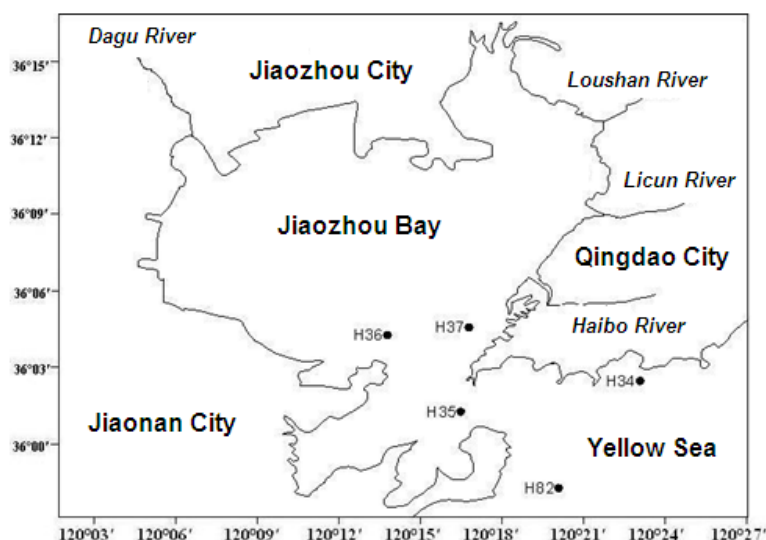 Dagu River
36°15′
Jiaozhou City
Loushan River
36°12′
Licun River
36°09′
Jiaozhou Bay
Qingdao City
36°06′
H36
H37
Haibo River
36°03′
H34
H35
Jiaonan City
Yellow Sea
36°00′
H82
120°03′ 120°06′ 120°09′ 120°12′ 120°15′ 120°18′ 120°21′ 120°24′ 120°27′